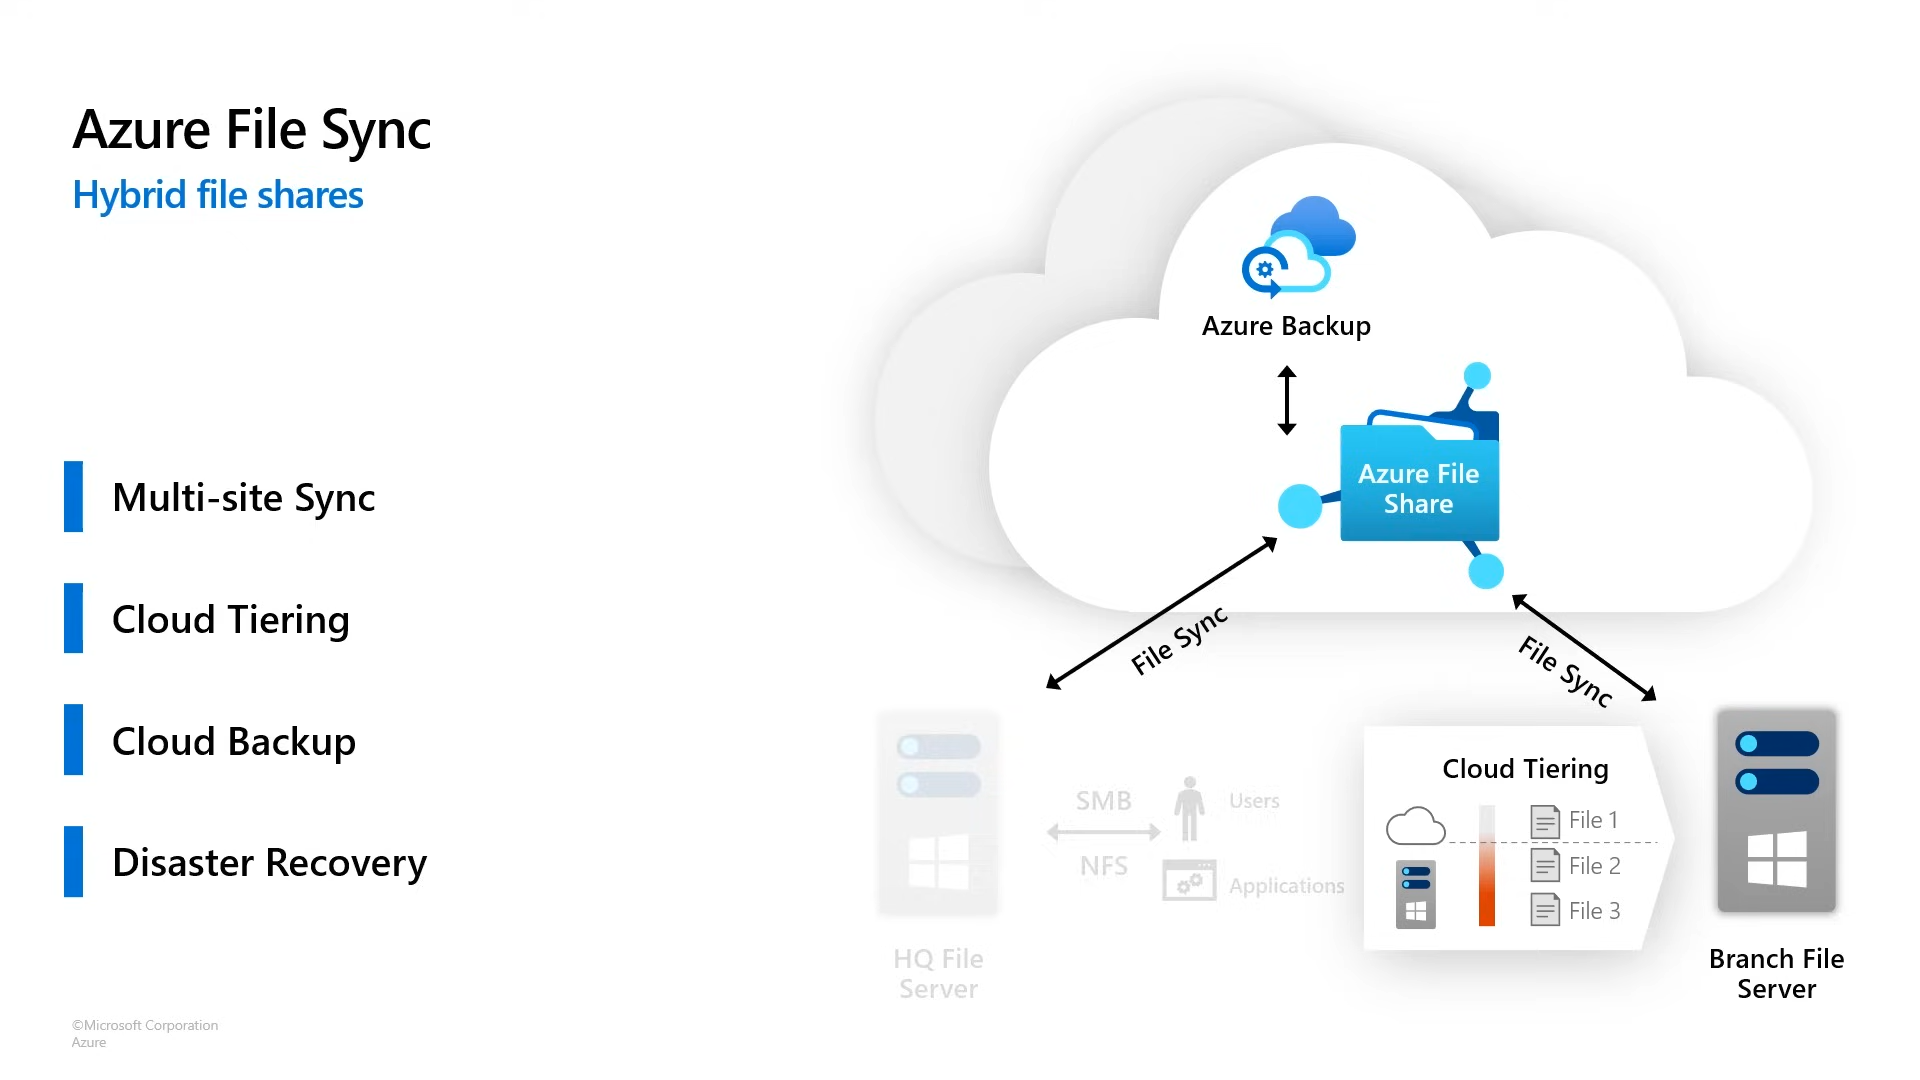 Azure File Sync
Hybrid file shares
Multi-site Sync
Cloud Tiering
Cloud Backup
Disaster Recovery
Azure Backup
Azure File
Share
File Sync
File Sync
SMB
NFS
Users
Applications
Cloud Tiering
File 1
File 2
File 3
HQ File
Server
Branch File
Server
©Microsoft Corporation
Azure